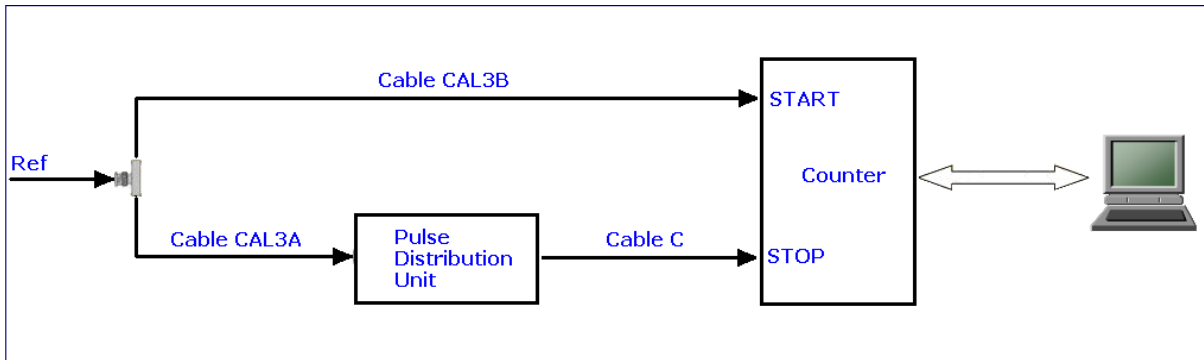 Cable CAL3B
START
Ref
Counter
Cable CAL3A
Pulse
Distribution
Unit
Cable C
STOP